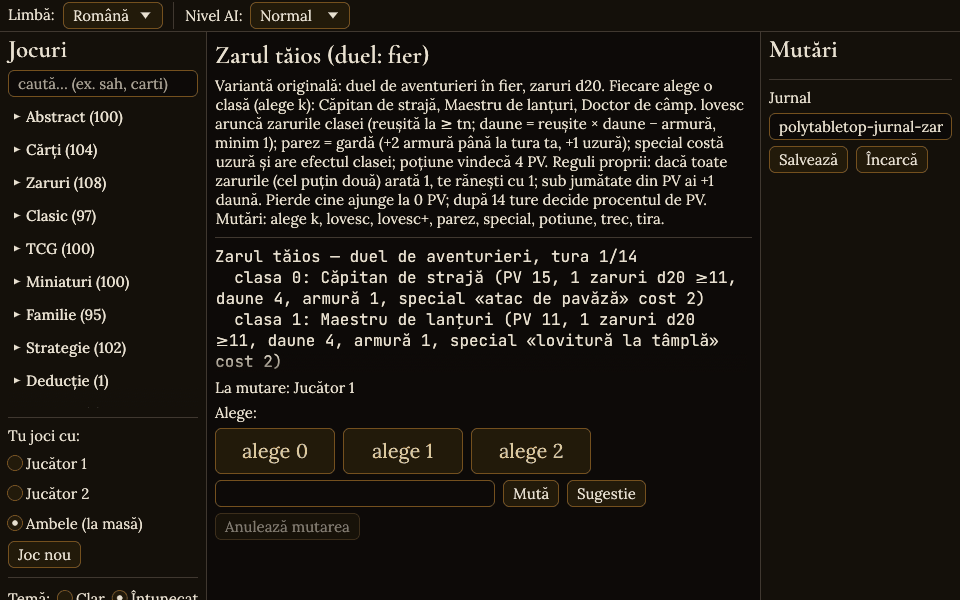 Limbă: Română ▼ Nivel AI: Normal ▼
Jocuri
caută... (ex. sah, carti)
▸ Abstract (100)
▸ Cărți (104)
▸ Zaruri (108)
▸ Clasic (97)
▸ TCG (100)
▸ Miniaturi (100)
▸ Familie (95)
▸ Strategie (102)
▸ Deducție (1)
Tu joci cu:
Jucător 1
Jucător 2
Ambele (la masă)
Joc nou
Temă: Clar Întunecat
Zarul tăios (duel: fier)
Variantă originală: duel de aventurieri în fier, zaruri d20. Fiecare alege o
clasă (alege k): Căpitan de strajă, Maestru de lanțuri, Doctor de câmp. lovesc
aruncă zarurile clasei (reușită la ≥ tn; daune = reușite × daune − armură,
minim 1); parez = gardă (+2 armură până la tura ta, +1 uzură); special costă
uzură și are efectul clasei; poțiune vindecă 4 PV. Reguli proprii: dacă toate
zarurile (cel puțin două) arată 1, te rănești cu 1; sub jumătate din PV ai +1
daună. Pierde cine ajunge la 0 PV; după 14 ture decide procentul de PV.
Mutări: alege k, lovesc, lovesc+, parez, special, potiune, trec, tira.
Zarul tăios — duel de aventurieri, tura 1/14
clasa 0: Căpitan de strajă (PV 15, 1 zaruri d20 ≥11,
daune 4, armură 1, special «atac de pavăză» cost 2)
clasa 1: Maestru de lanțuri (PV 11, 1 zaruri d20
≥11, daune 4, armură 1, special «lovitură la tâmplă»
cost 2)
La mutare: Jucător 1
Alege:
alege 0 alege 1 alege 2
Mută Sugestie
Anulează mutarea
Mutări
Jurnal
polytabletop-jurnal-zar
Salvează Încarcă